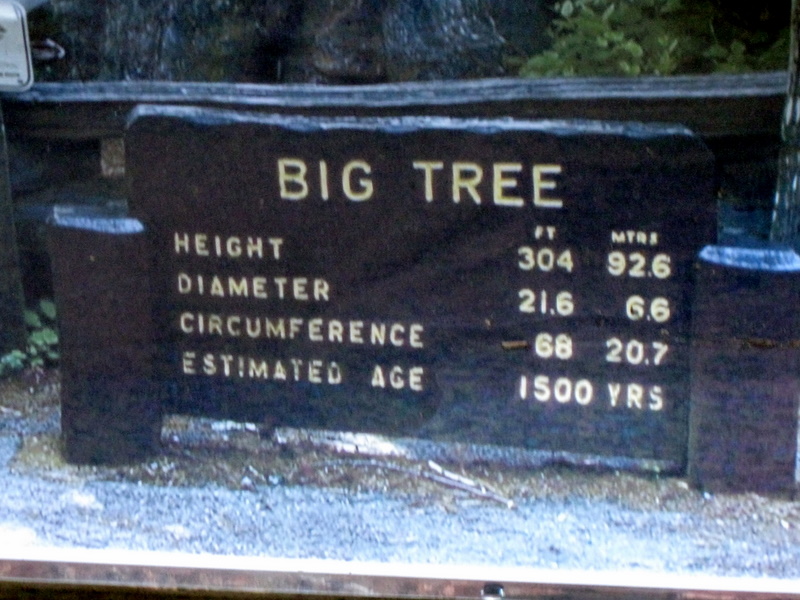 BIG TREE
FT MTRS
HEIGHT 304 92.6
DIAMETER 21.6 6.6
CIRCUMFERENCE 68 20.7
ESTIMATED AGE 1500 YRS